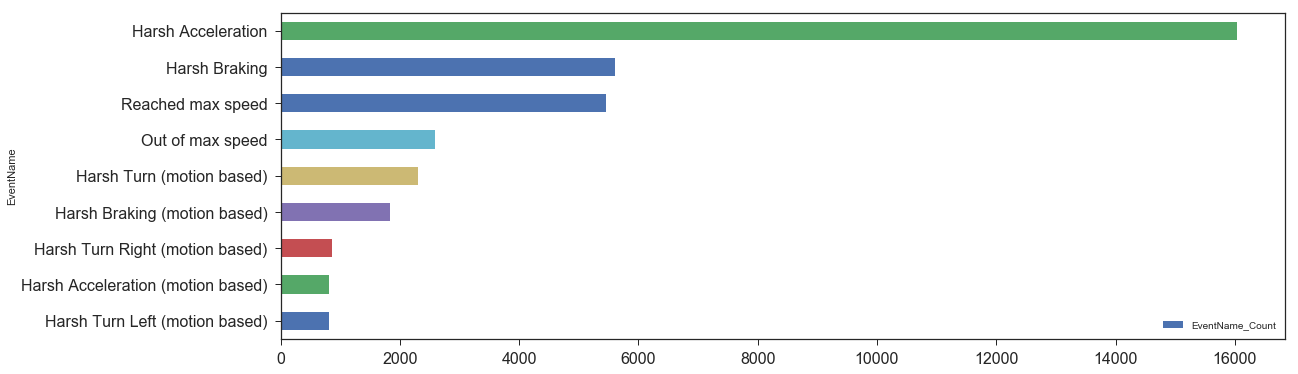 EventName
Harsh Acceleration
Harsh Braking
Reached max speed
Out of max speed
Harsh Turn (motion based)
Harsh Braking (motion based)
Harsh Turn Right (motion based)
Harsh Acceleration (motion based)
Harsh Turn Left (motion based)
EventName_Count
0 2000 4000 6000 8000 10000 12000 14000 16000